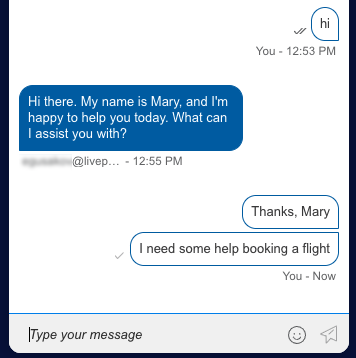 hi
You - 12:53 PM
Hi there. My name is Mary, and I'm
happy to help you today. What can
I assist you with?
@livep... - 12:55 PM
Thanks, Mary
I need some help booking a flight
You - Now
Type your message